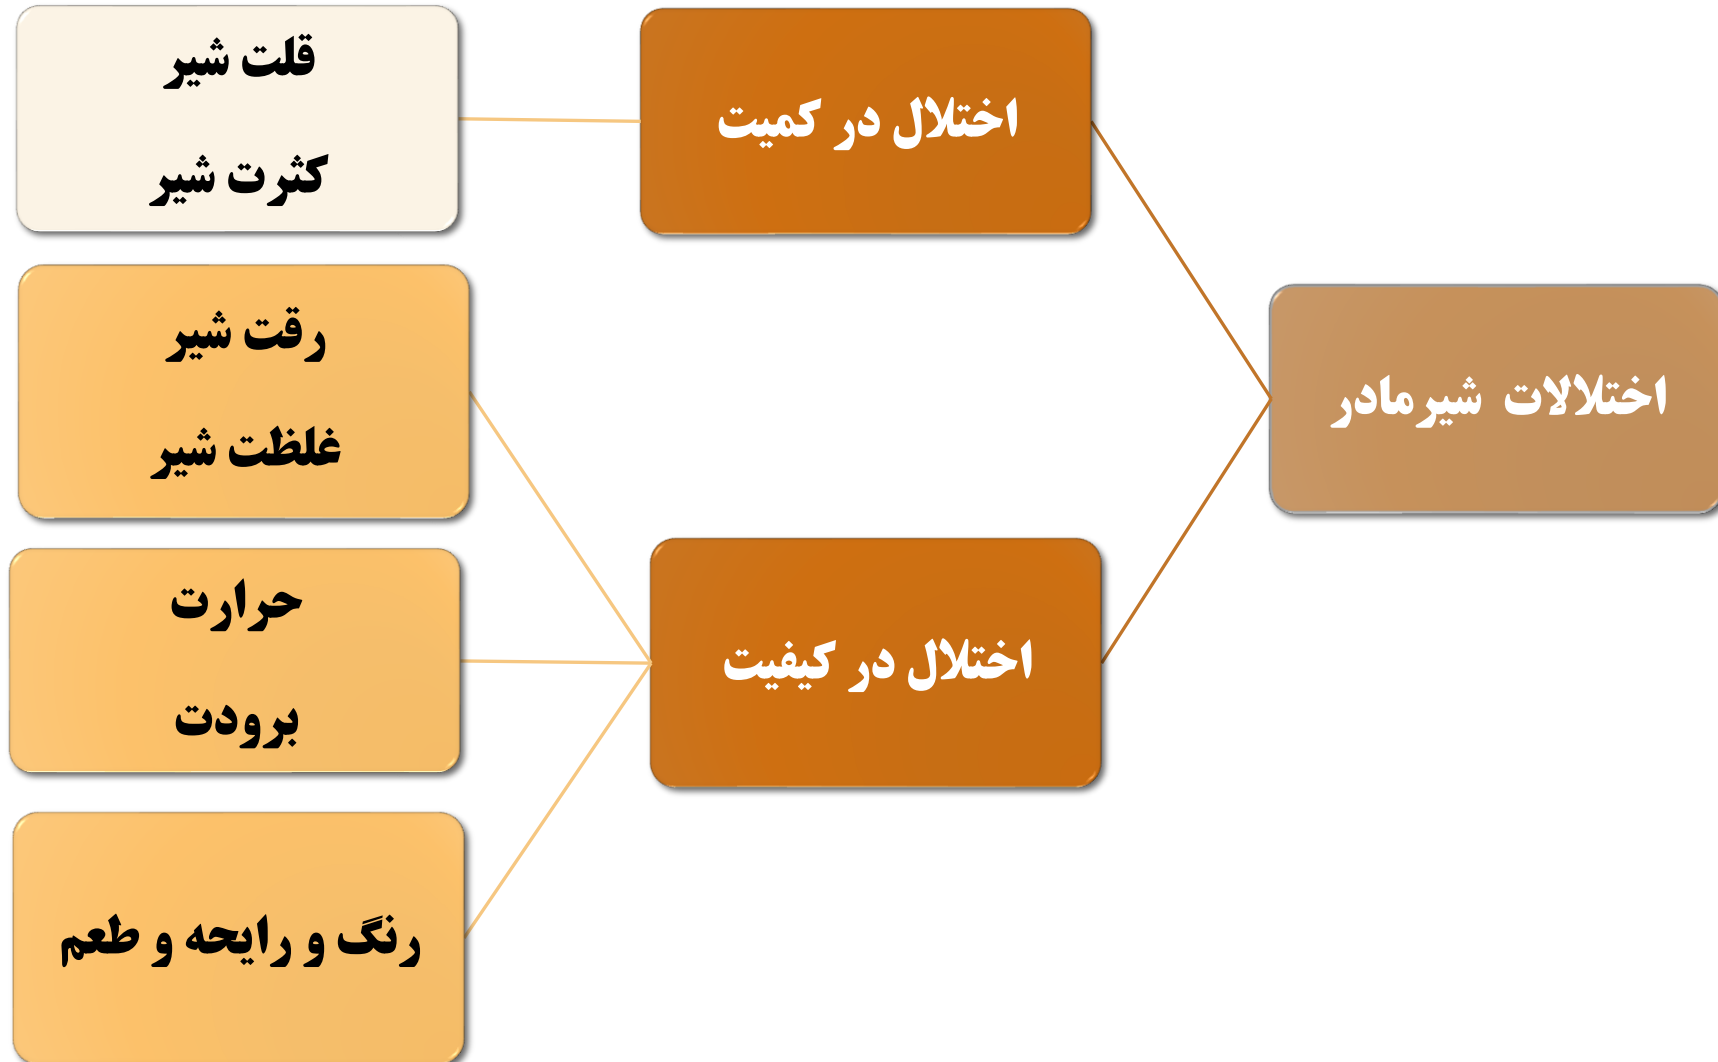 اختلالات شیرمادر
اختلال در کمیت
قلت شیر
کثرت شیر
اختلال در کیفیت
رقت شیر
غلظت شیر
حرارت
برودت
رنگ و رایحه و طعم